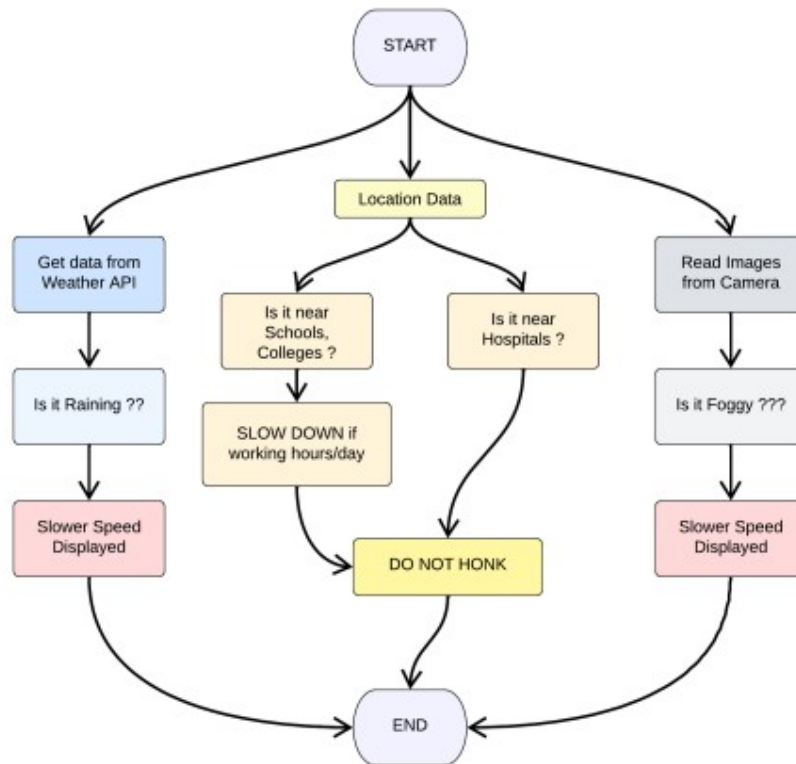 START
Location Data
Get data from
Weather API
Read Images
from Camera
Is it near
Schools,
Colleges ?
Is it near
Hospitals ?
Is it Raining ??
SLOW DOWN if
working hours/day
Is it Foggy ???
Slower Speed
Displayed
DO NOT HONK
Slower Speed
Displayed
END